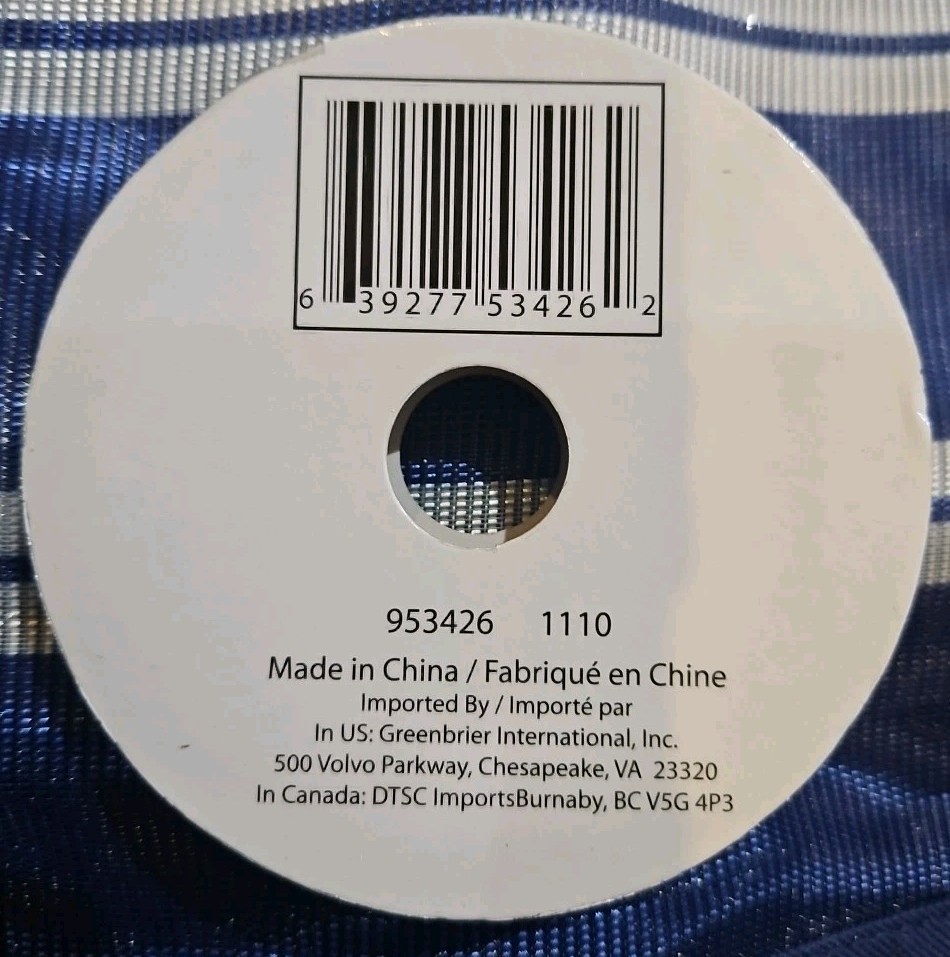 6 39277 53426 2
953426 1110
Made in China / Fabriqué en Chine
Imported By / Importé par
In US: Greenbrier International, Inc.
500 Volvo Parkway, Chesapeake, VA 23320
In Canada: DTSC ImportsBurnaby, BC V5G 4P3